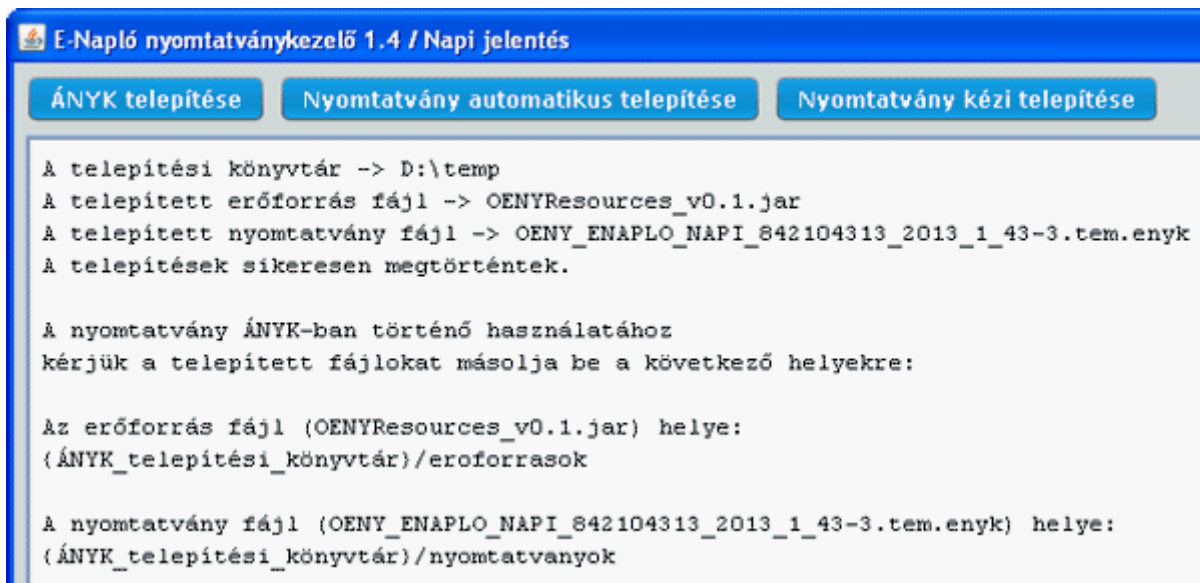 E-Napló nyomtatványkezelő 1.4 / Napi jelentés
ÁNYK telepítése Nyomtatvány automatikus telepítése Nyomtatvány kézi telepítése
A telepítési könyvtár -> D:\temp
A telepített erőforrás fájl -> OENYResources_v0.1.jar
A telepített nyomtatvány fájl -> OENY_ENAPLO_NAPI_842104313_2013_1_43-3.tem.enyk
A telepítések sikeresen megtörténtek.
A nyomtatvány ÁNYK-ban történő használatához
kérjük a telepített fájlokat másolja be a következő helyekre:
Az erőforrás fájl (OENYResources_v0.1.jar) helye:
{ÁNYK_telepítési_könyvtár}/eroforrasok
A nyomtatvány fájl (OENY_ENAPLO_NAPI_842104313_2013_1_43-3.tem.enyk) helye:
{ÁNYK_telepítési_könyvtár}/nyomtatvanyok